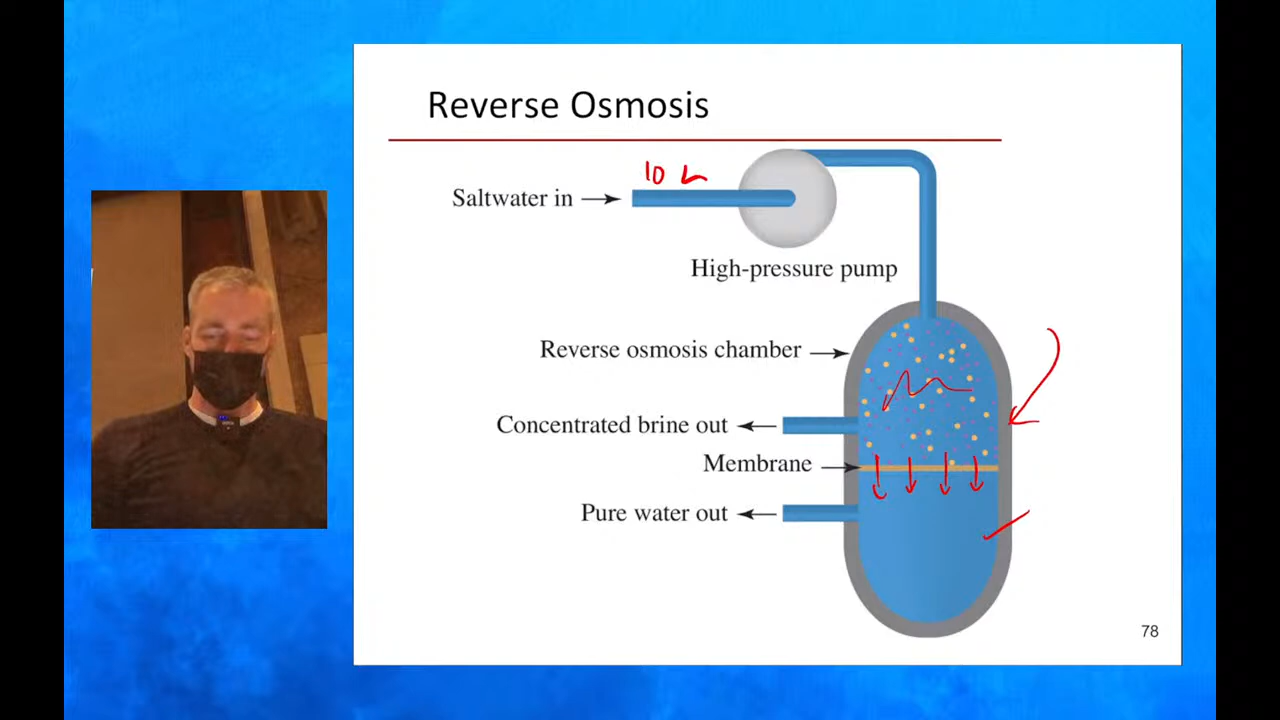 Reverse Osmosis
10 L
Saltwater in
High-pressure pump
Reverse osmosis chamber
Concentrated brine out
Membrane
Pure water out
78